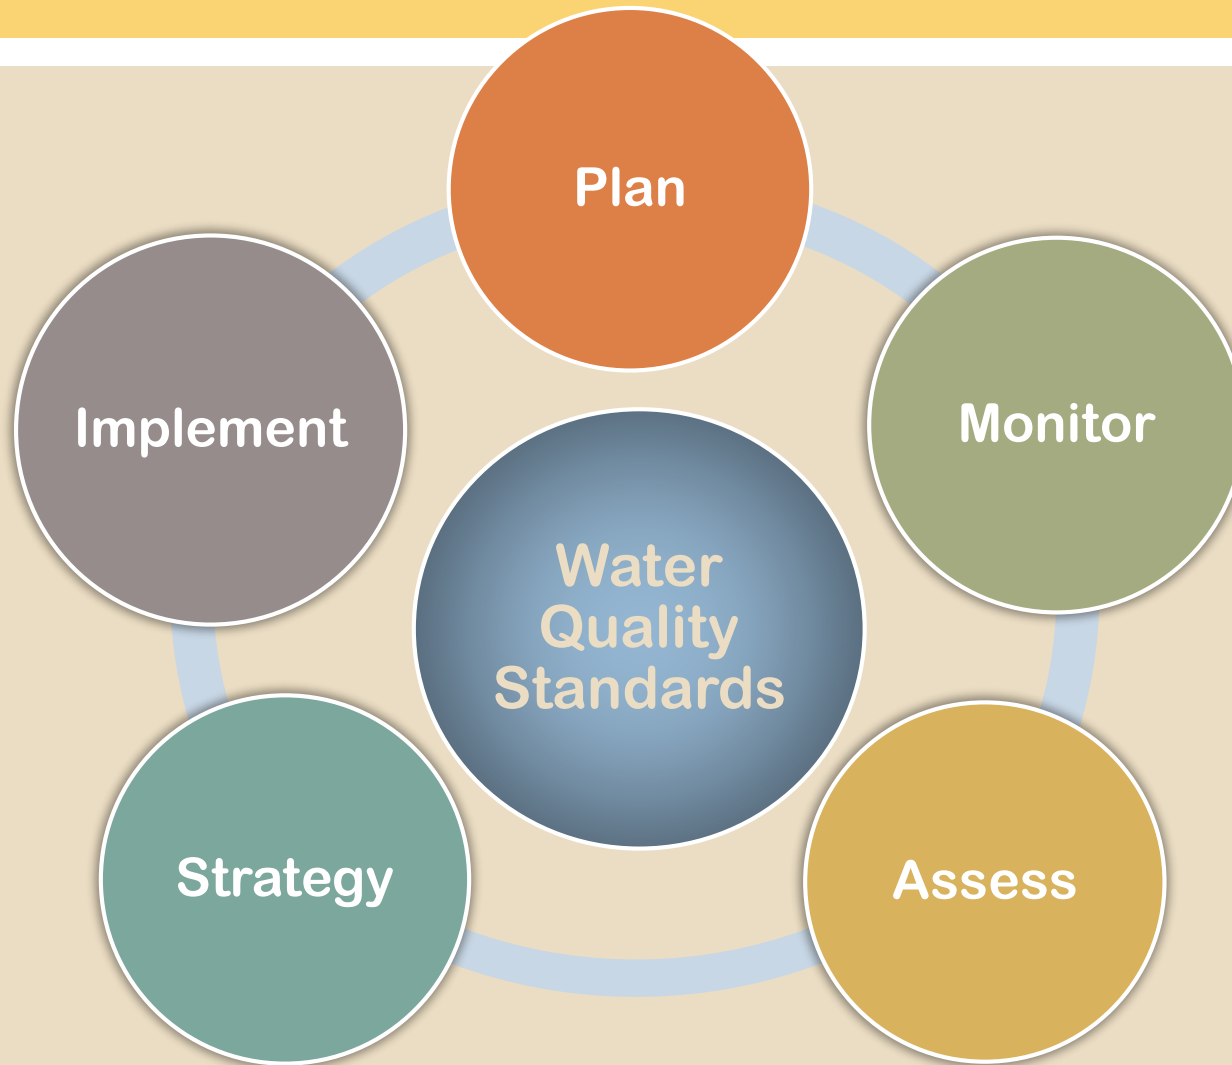 Plan
Monitor
Implement
Water
Quality
Standards
Strategy
Assess